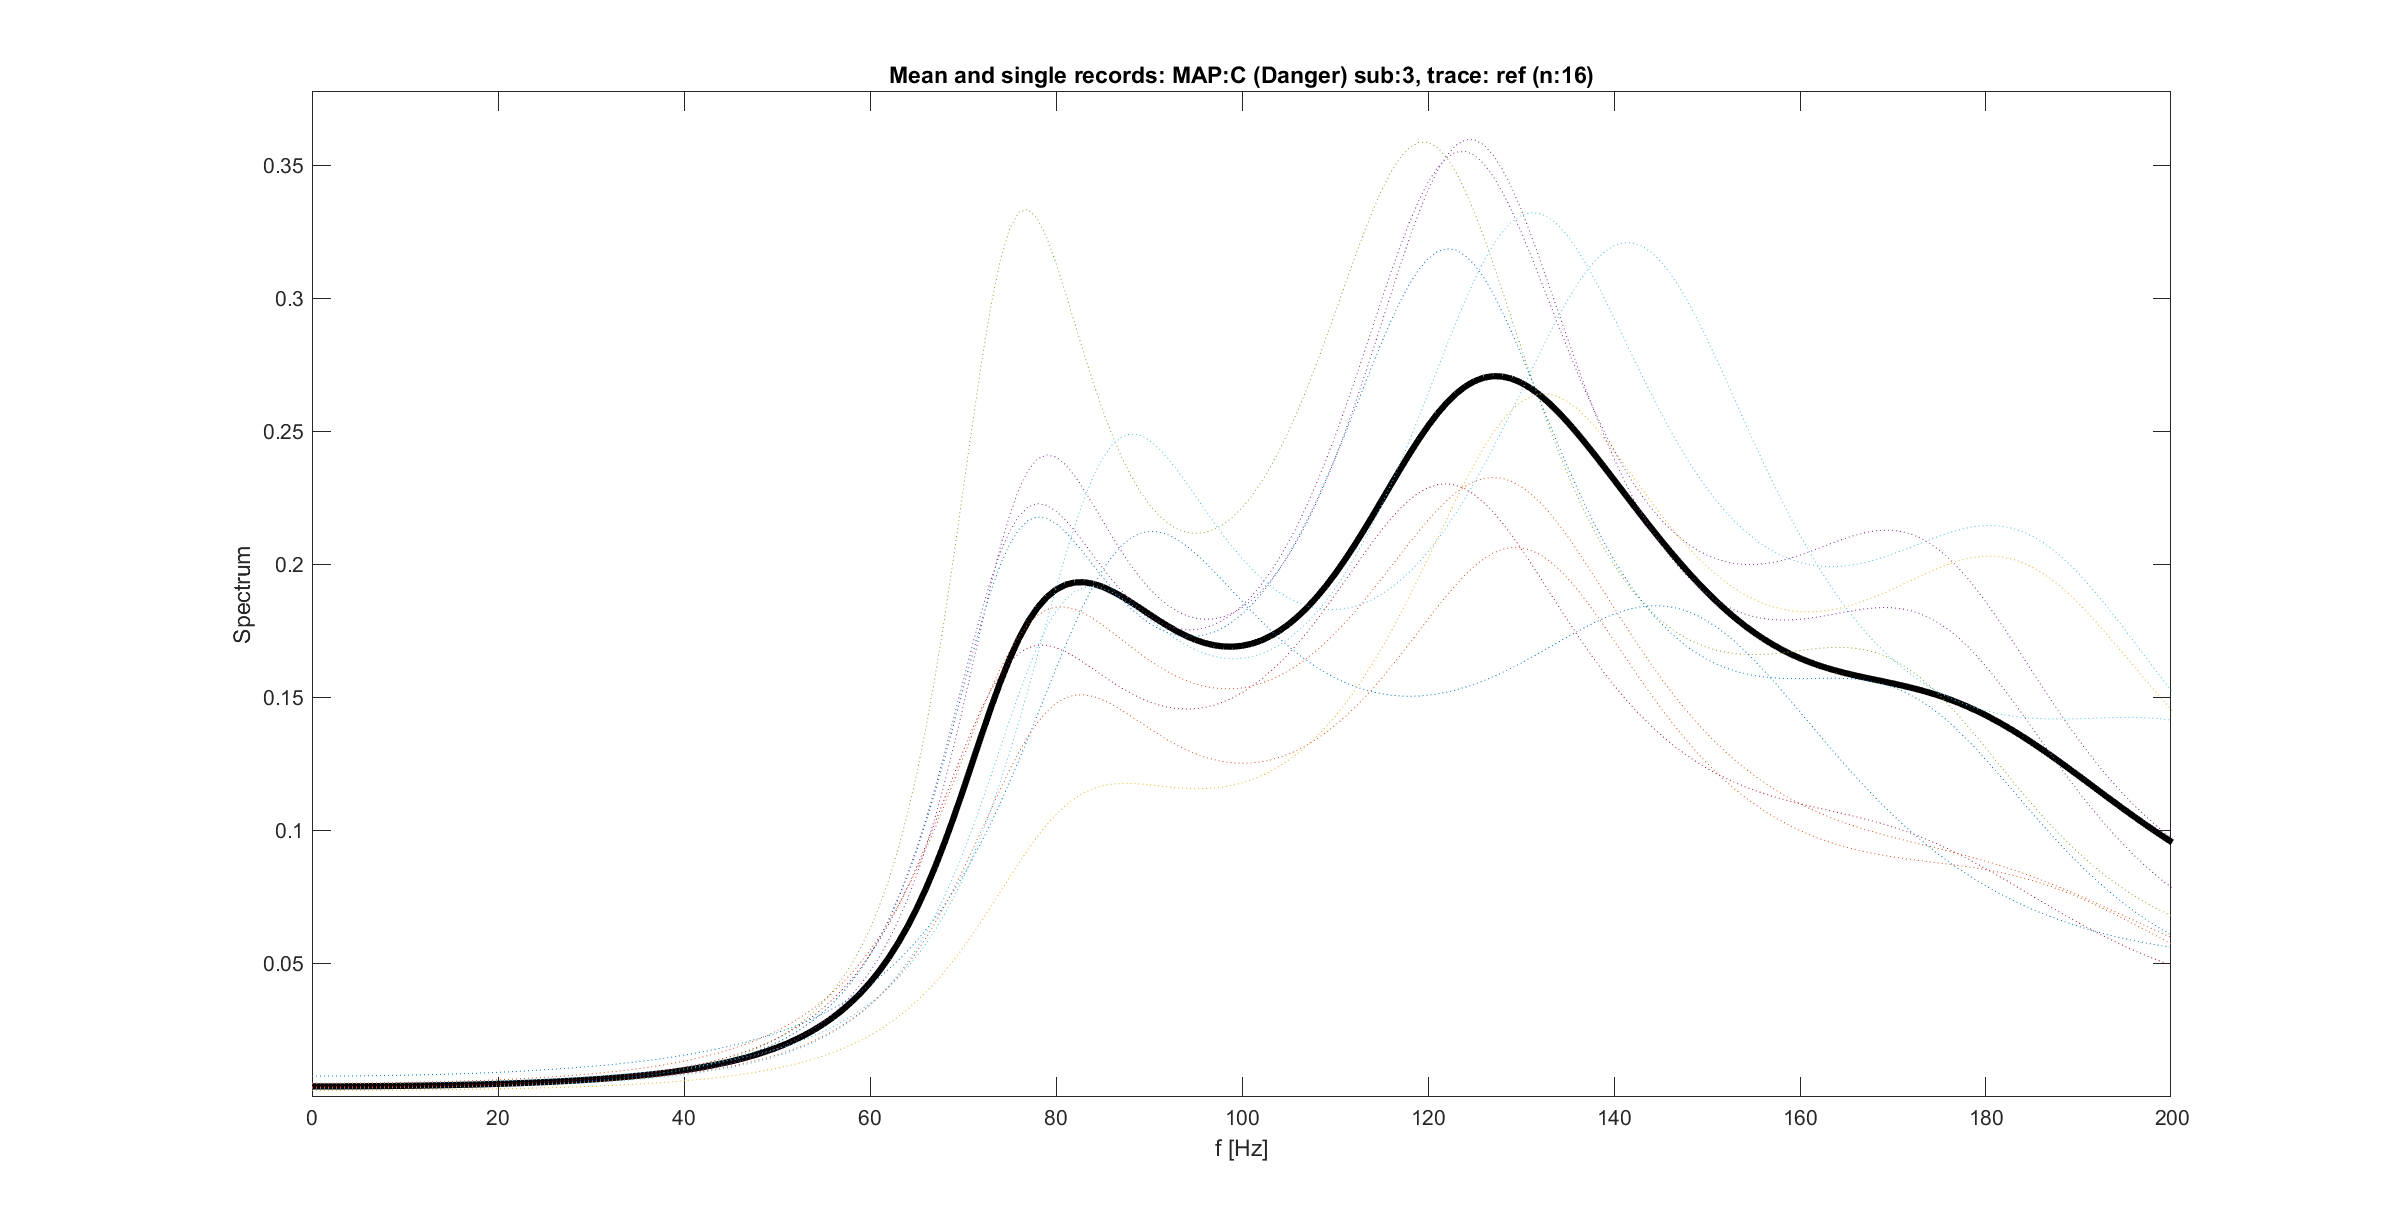 Mean and single records: MAP:C (Danger) sub:3, trace: ref (n:16)
0.35
0.3
0.25
0.2
0.15
0.1
0.05
Spectrum
0 20 40 60 80 100 120 140 160 180 200
f [Hz]